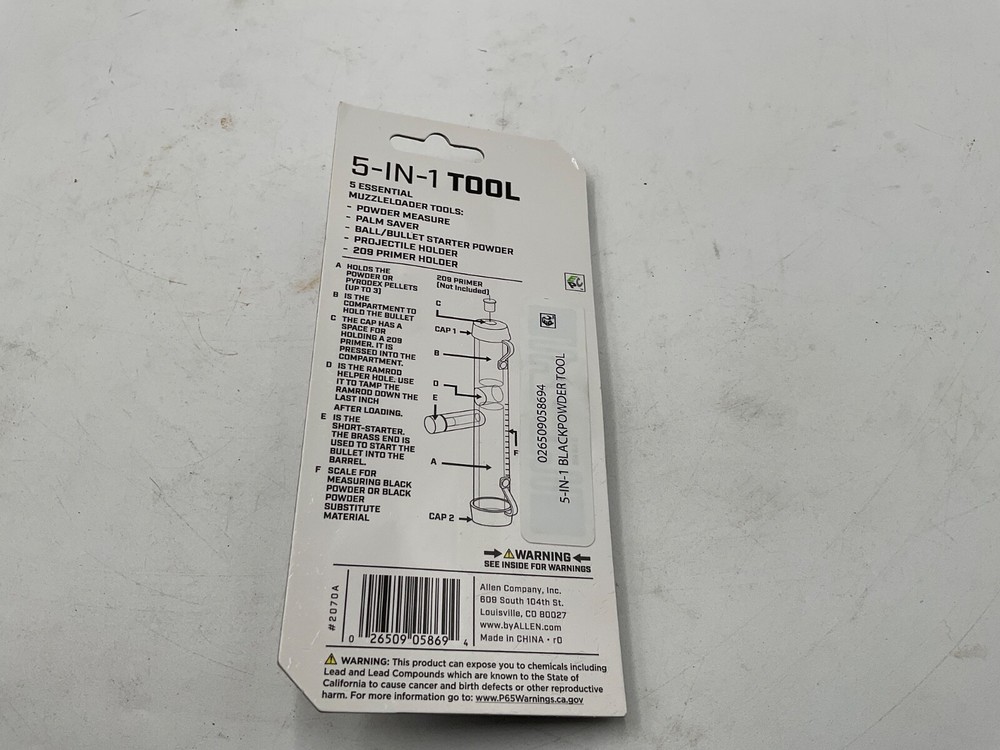 5-IN-1 TOOL
5 ESSENTIAL
MUZZLELOADER TOOLS:
- POWDER MEASURE
- PALM SAVER
- BALL/BULLET STARTER POWDER
- PROJECTILE HOLDER
- 209 PRIMER HOLDER
A HOLDS THE
POWDER OR
PYRODEX PELLETS
(UP TO 3)
B IS THE
COMPARTMENT TO
HOLD THE BULLET
C THE CAP HAS A
SPACE FOR
HOLDING A 209
PRIMER. IT IS
PRESSED INTO THE
COMPARTMENT.
D IS THE RAMROD
HELPER HOLE. USE
IT TO TAMP THE
RAMROD DOWN THE
LAST INCH
AFTER LOADING.
E IS THE
SHORT-STARTER.
THE BRASS END IS
USED TO START THE
BULLET INTO THE
BARREL.
F SCALE FOR
MEASURING BLACK
POWDER OR BLACK
POWDER
SUBSTITUTE
MATERIAL
209 PRIMER
(Not Included)
C
CAP 1
B
D
E
F
A
CAP 2
026509058694
5-IN-1 BLACKPOWDER TOOL
WARNING
SEE INSIDE FOR WARNINGS
#2070A
0 26509 05869 4
Allen Company, Inc.
609 South 104th St.
Louisville, CO 80027
www.byALLEN.com
Made in CHINA • r0
WARNING: This product can expose you to chemicals including
Lead and Lead Compounds which are known to the State of
California to cause cancer and birth defects or other reproductive
harm. For more information go to: www.P65Warnings.ca.gov